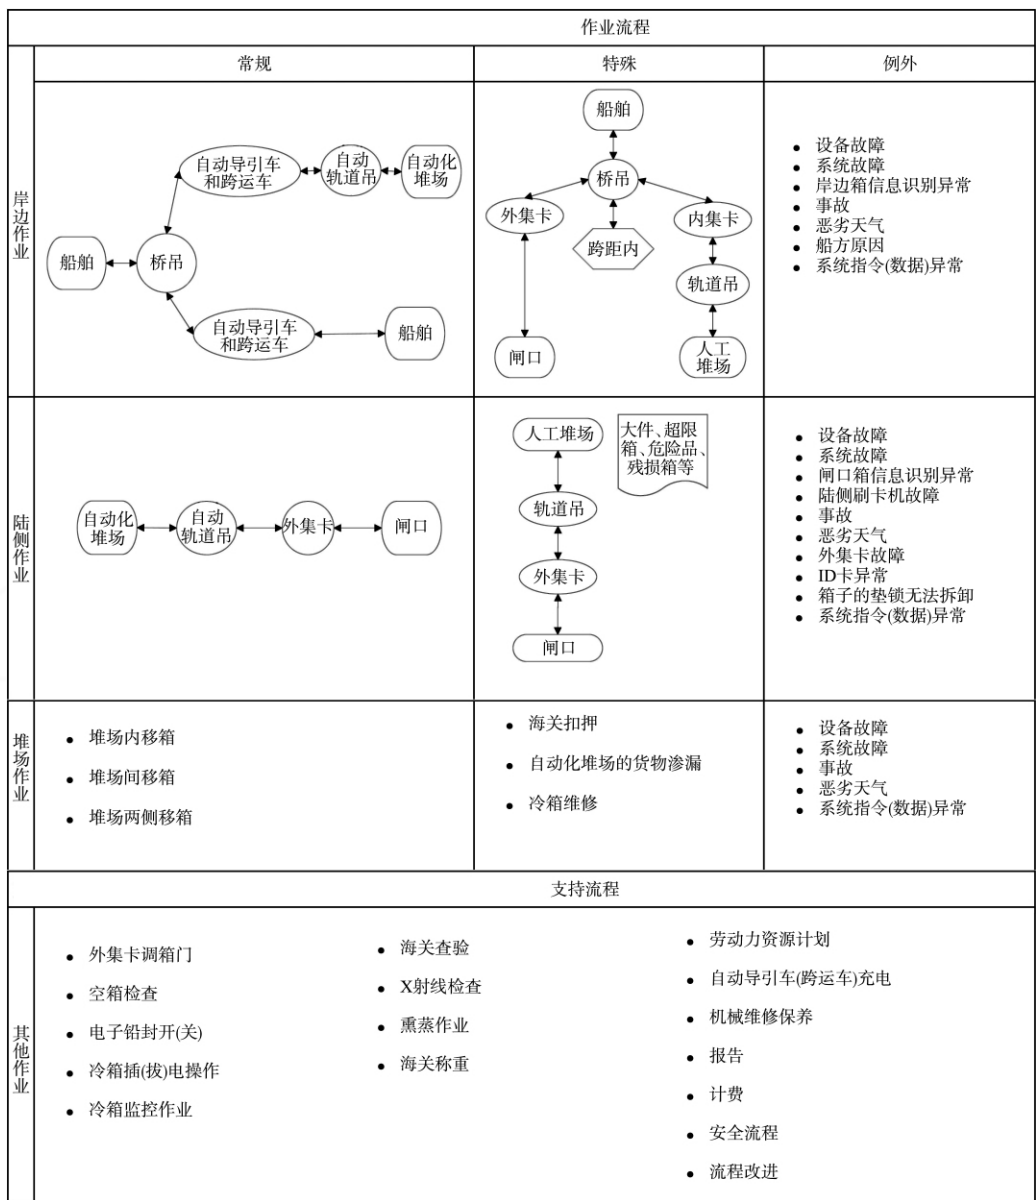 作业流程
常规
特殊
例外
岸边作业
船舶
桥吊
自动导引车
和跨运车
自动
轨道吊
自动化
堆场
自动导引车
和跨运车
船舶
船舶
桥吊
外集卡
跨距内
内集卡
轨道吊
闸口
人工
堆场
设备故障
系统故障
岸边箱信息识别异常
事故
恶劣天气
船方原因
系统指令(数据)异常
陆侧作业
自动化
堆场
自动
轨道吊
外集卡
闸口
人工堆场
轨道吊
外集卡
闸口
大件、超限
箱、危险品、
残损箱等
设备故障
系统故障
闸口箱信息识别异常
陆侧刷卡机故障
事故
恶劣天气
外集卡故障
ID卡异常
箱子的垫锁无法拆卸
系统指令(数据)异常
堆场作业
堆场内移箱
堆场间移箱
堆场两侧移箱
海关扣押
自动化堆场的货物渗漏
冷箱维修
设备故障
系统故障
事故
恶劣天气
系统指令(数据)异常
支持流程
其他作业
外集卡调箱门
空箱检查
电子铅封开(关)
冷箱插(拔)电操作
冷箱监控作业
海关查验
X射线检查
熏蒸作业
海关称重
劳动力资源计划
自动导引车(跨运车)充电
机械维修保养
报告
计费
安全流程
流程改进